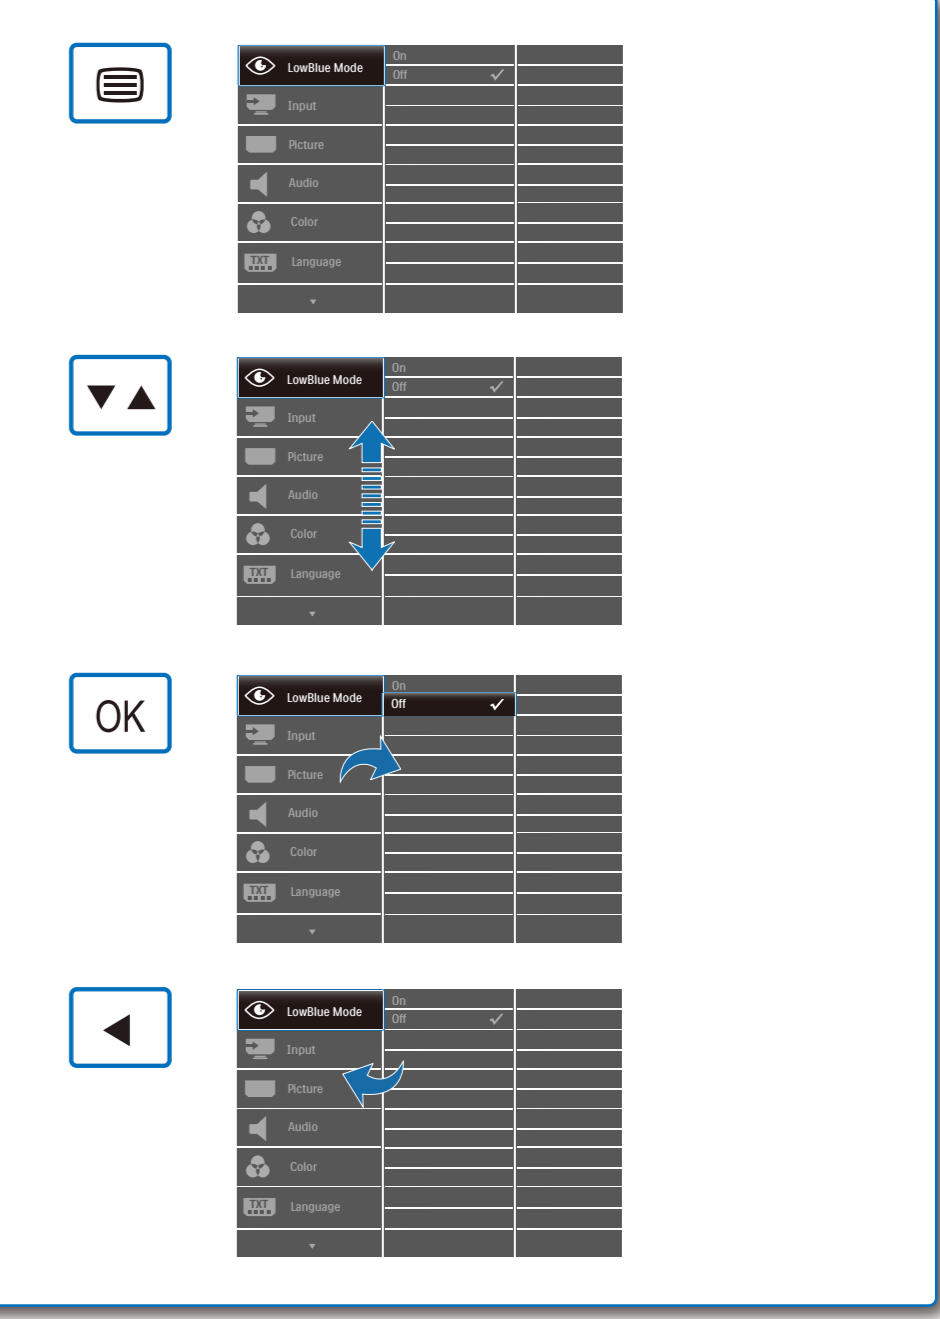 On
LowBlue Mode
Off
Input
Picture
Audio
Color
TXT
Language
On
LowBlue Mode
Off
Input
Picture
Audio
Color
TXT
Language
OK
On
LowBlue Mode
Off
Input
Picture
Audio
Color
TXT
Language
On
LowBlue Mode
Off
Input
Picture
Audio
Color
TXT
Language